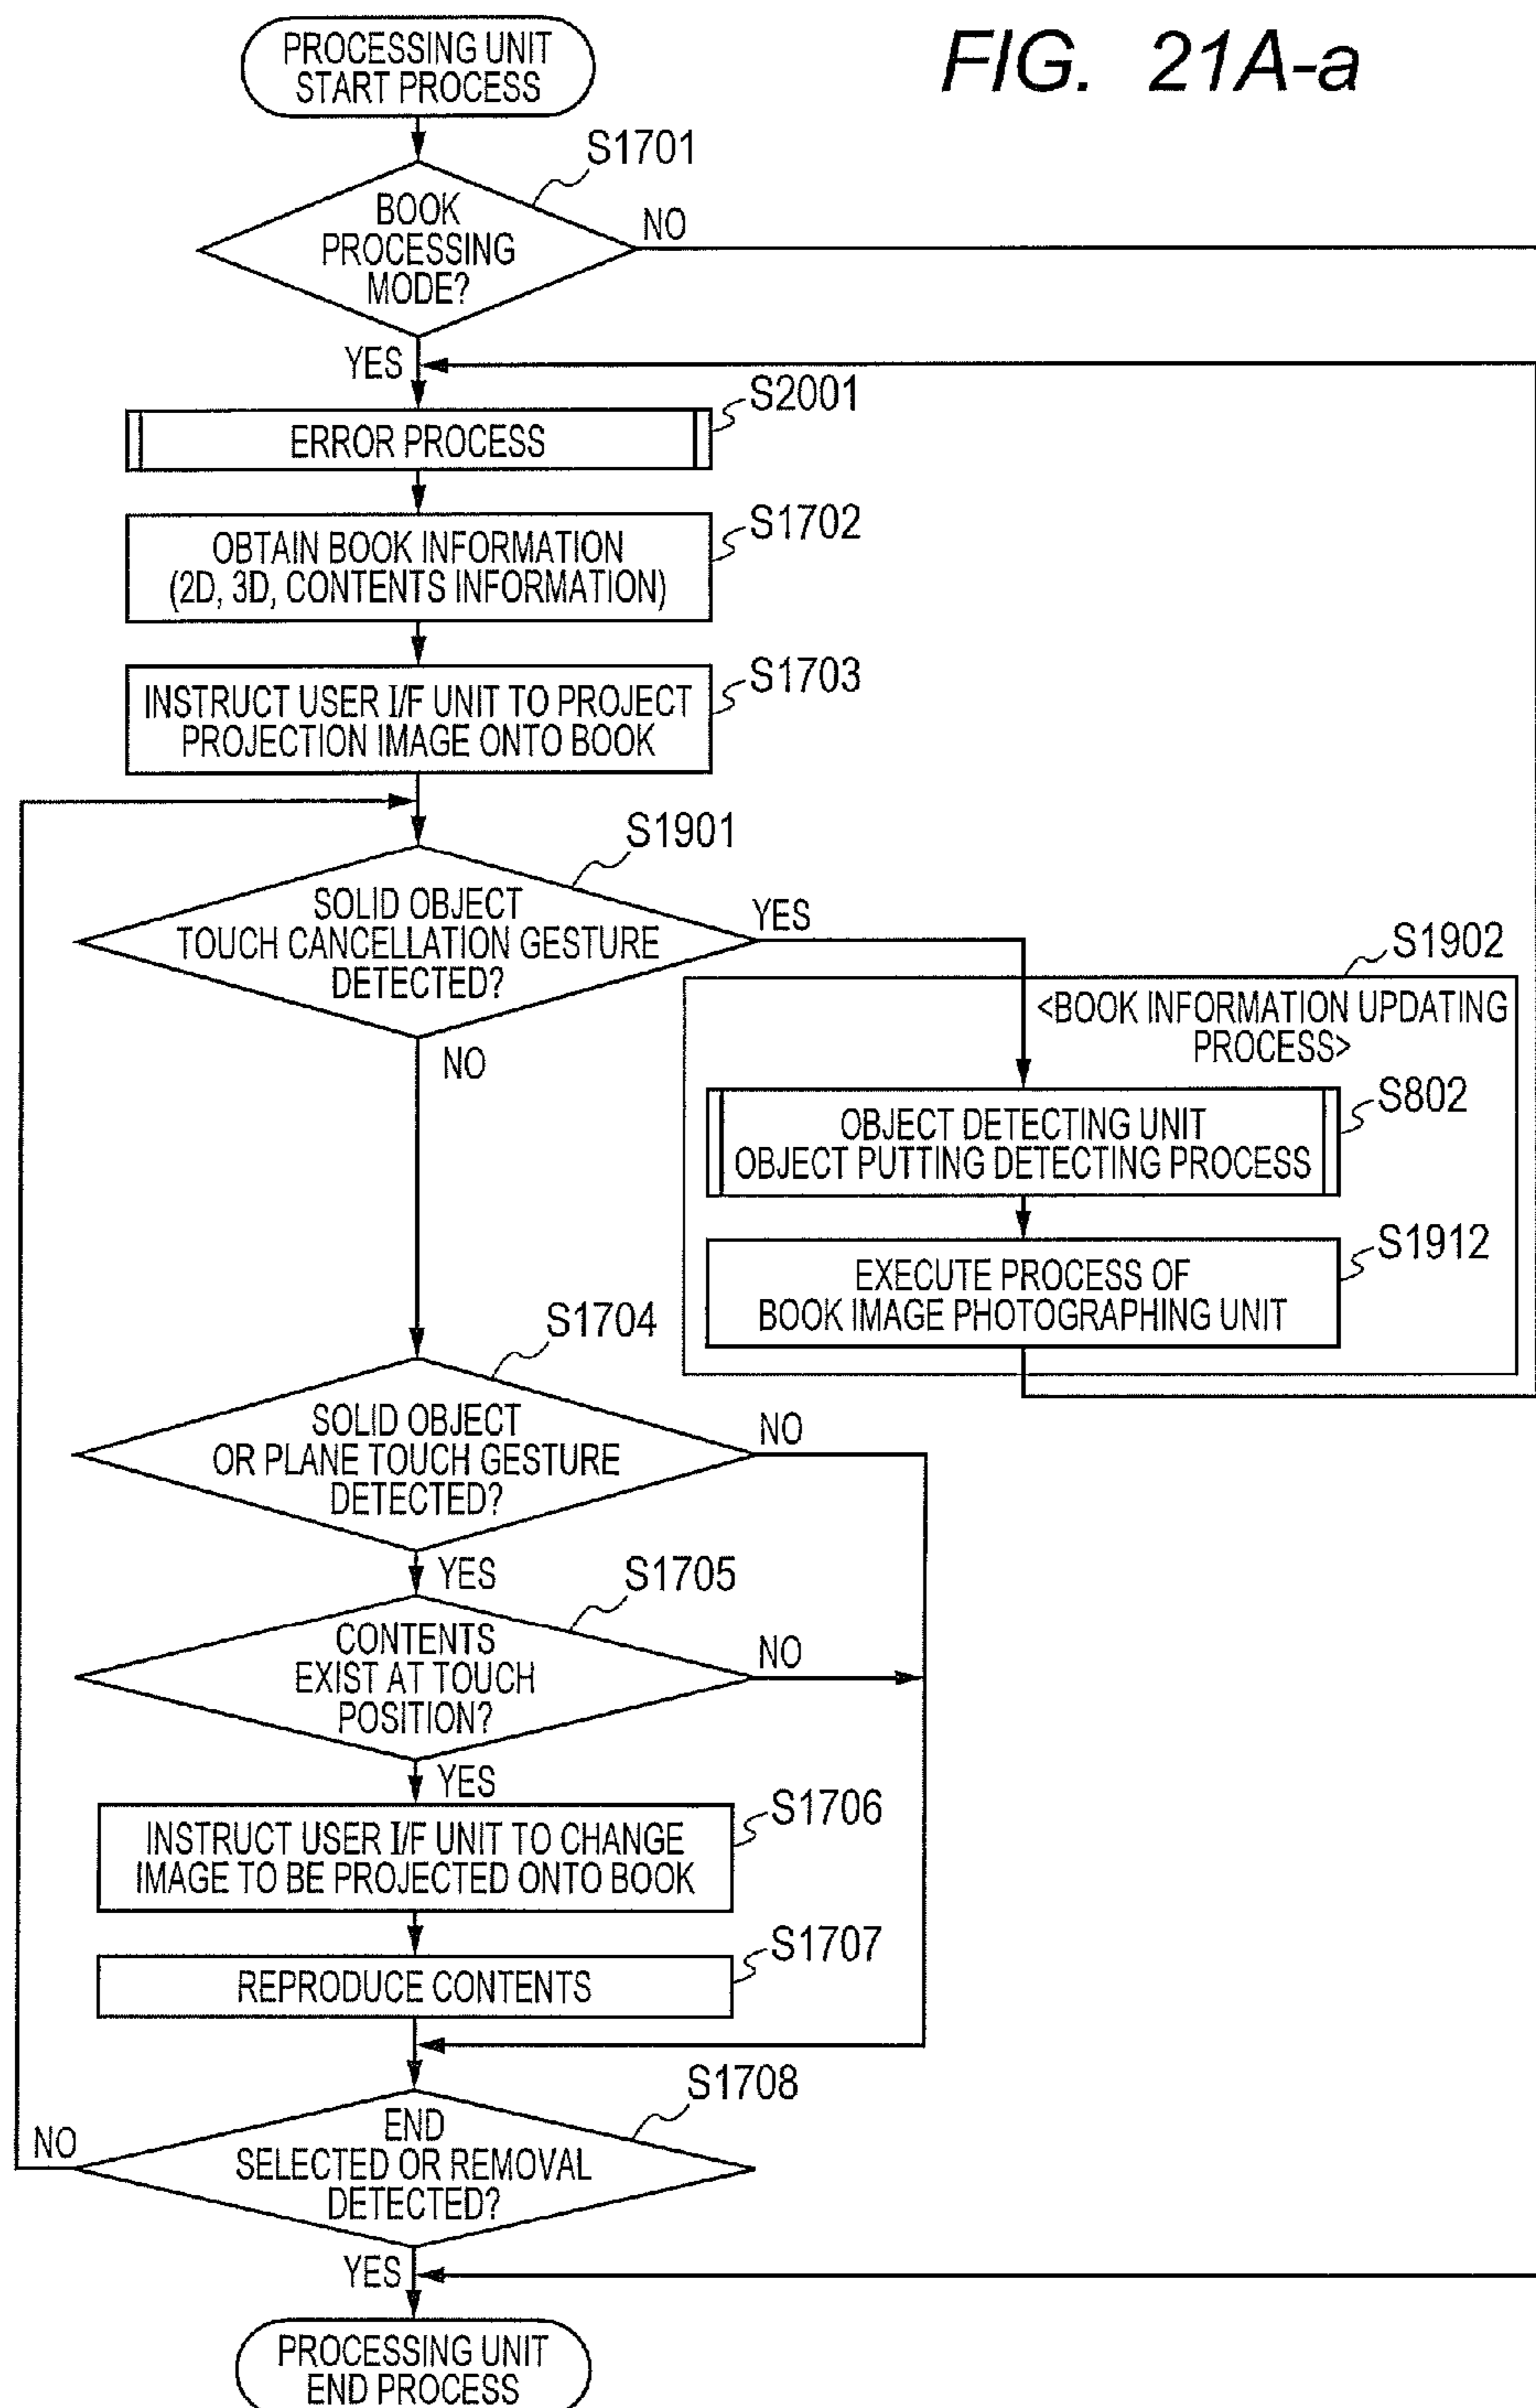 FIG. 21A-a
PROCESSING UNIT
START PROCESS
S1701
BOOK
PROCESSING
MODE?
NO
YES
S2001
ERROR PROCESS
S1702
OBTAIN BOOK INFORMATION
(2D, 3D, CONTENTS INFORMATION)
S1703
INSTRUCT USER I/F UNIT TO PROJECT
PROJECTION IMAGE ONTO BOOK
S1901
SOLID OBJECT
TOUCH CANCELLATION GESTURE
DETECTED?
YES
NO
S1902
<BOOK INFORMATION UPDATING
PROCESS>
S802
OBJECT DETECTING UNIT
OBJECT PUTTING DETECTING PROCESS
S1912
EXECUTE PROCESS OF
BOOK IMAGE PHOTOGRAPHING UNIT
S1704
SOLID OBJECT
OR PLANE TOUCH GESTURE
DETECTED?
NO
YES
S1705
CONTENTS
EXIST AT TOUCH
POSITION?
NO
YES
S1706
INSTRUCT USER I/F UNIT TO CHANGE
IMAGE TO BE PROJECTED ONTO BOOK
S1707
REPRODUCE CONTENTS
S1708
END
SELECTED OR REMOVAL
DETECTED?
NO
YES
PROCESSING UNIT
END PROCESS